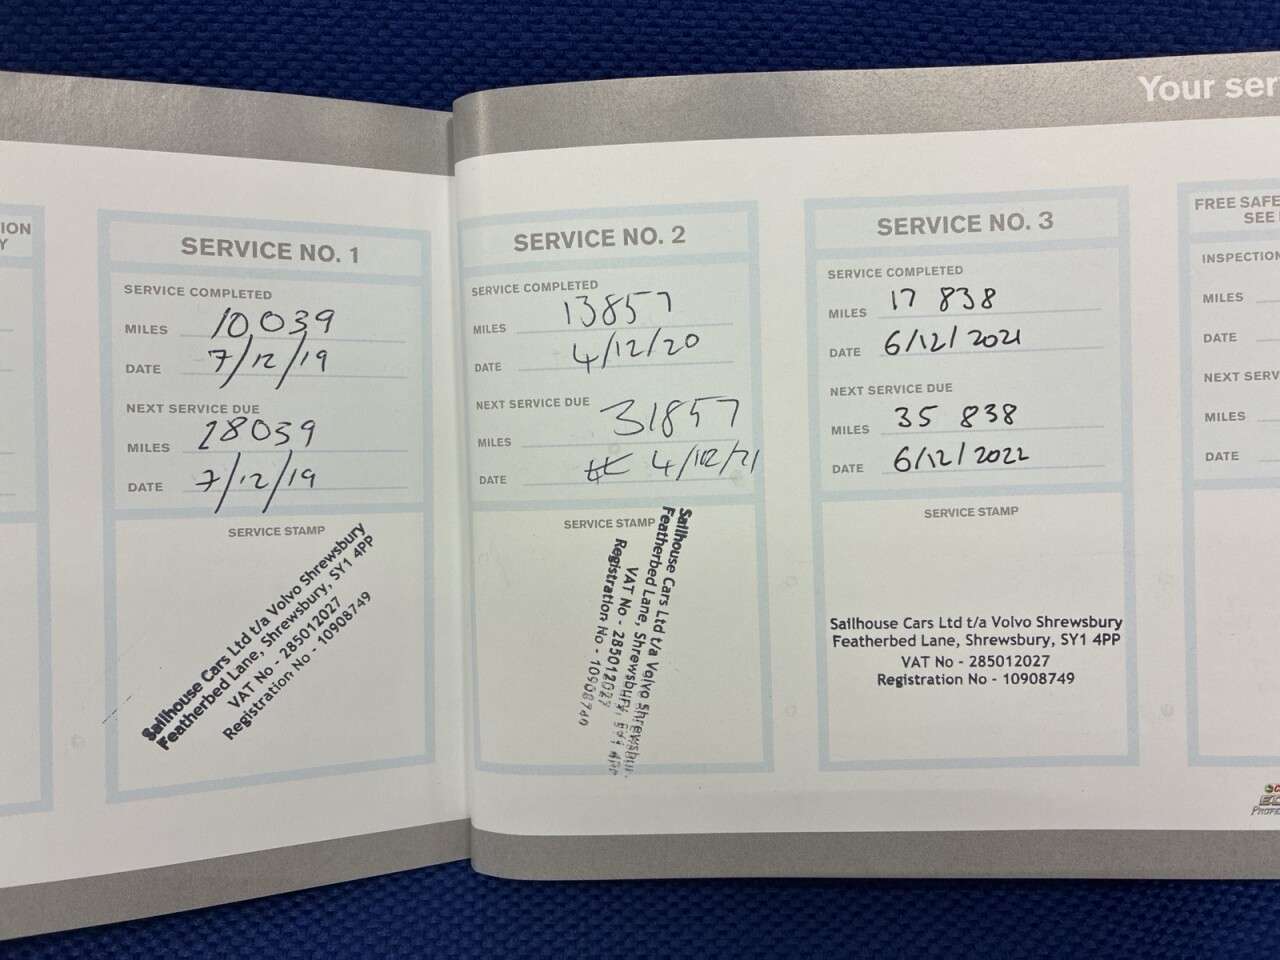 Your ser
ION
Y
SERVICE NO. 1
SERVICE COMPLETED
MILES 10,039
DATE 7/12/19
NEXT SERVICE DUE
MILES 28039
DATE 7/12/19
SERVICE STAMP
Sailhouse Cars Ltd t/a Volvo Shrewsbury
Featherbed Lane, Shrewsbury, SY1 4PP
VAT No - 285012027
Registration No - 10908749
SERVICE NO. 2
SERVICE COMPLETED
MILES 13857
DATE 4/12/20
NEXT SERVICE DUE
MILES 31857
DATE 4/12/21
SERVICE STAMP
Sailhouse Cars Ltd t/a Volvo Shrewsbur
Featherbed Lane, Shrewsbury, SY1 4PP
VAT No - 285012027
Registration No - 10908749
SERVICE NO. 3
SERVICE COMPLETED
MILES 17 838
DATE 6/12/2021
NEXT SERVICE DUE
MILES 35 838
DATE 6/12/2022
SERVICE STAMP
Sailhouse Cars Ltd t/a Volvo Shrewsbury
Featherbed Lane, Shrewsbury, SY1 4PP
VAT No - 285012027
Registration No - 10908749
FREE SAFE
SEE
INSPECTION
MILES
DATE
NEXT SERV
MILES
DATE